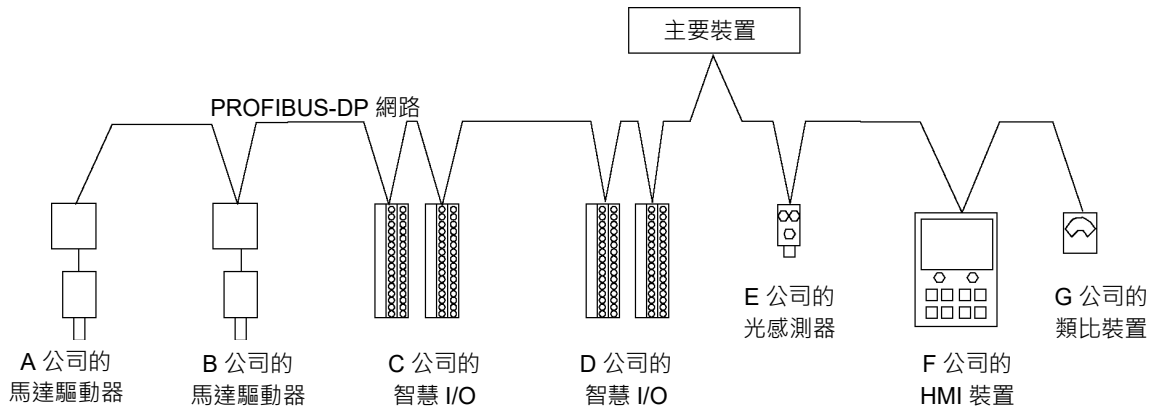 主要裝置
PROFIBUS-DP 網路
A 公司的
馬達驅動器
B 公司的
馬達驅動器
C 公司的
智慧 I/O
D 公司的
智慧 I/O
E 公司的
光感測器
F 公司的
HMI 裝置
G 公司的
類比裝置